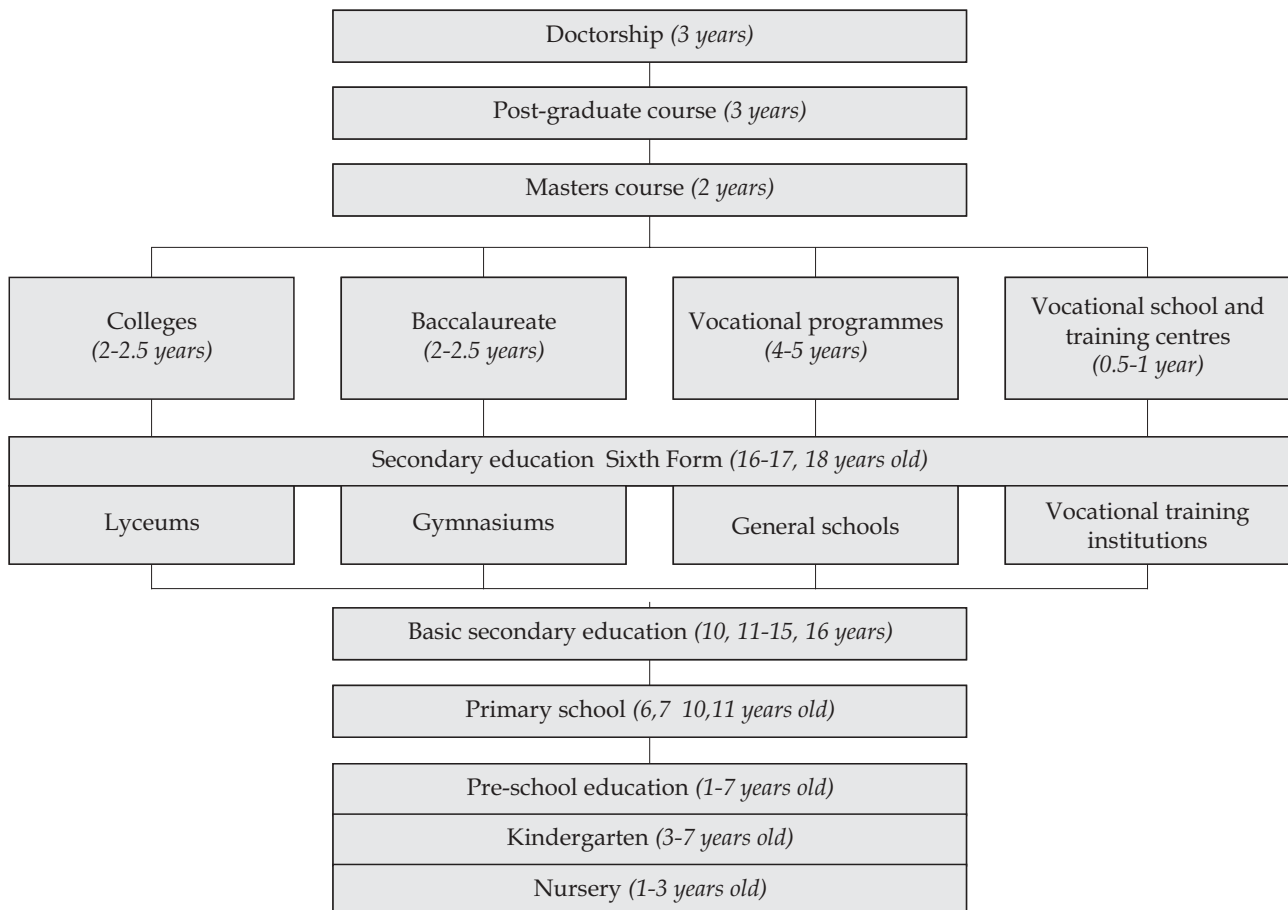 Doctorship (3 years)
Post-graduate course (3 years)
Masters course (2 years)
Colleges
(2-2.5 years)
Baccalaureate
(2-2.5 years)
Vocational programmes
(4-5 years)
Vocational school and
training centres
(0.5-1 year)
Secondary education Sixth Form (16-17, 18 years old)
Lyceums
Gymnasiums
General schools
Vocational training
institutions
Basic secondary education (10, 11-15, 16 years)
Primary school (6,7 10,11 years old)
Pre-school education (1-7 years old)
Kindergarten (3-7 years old)
Nursery (1-3 years old)